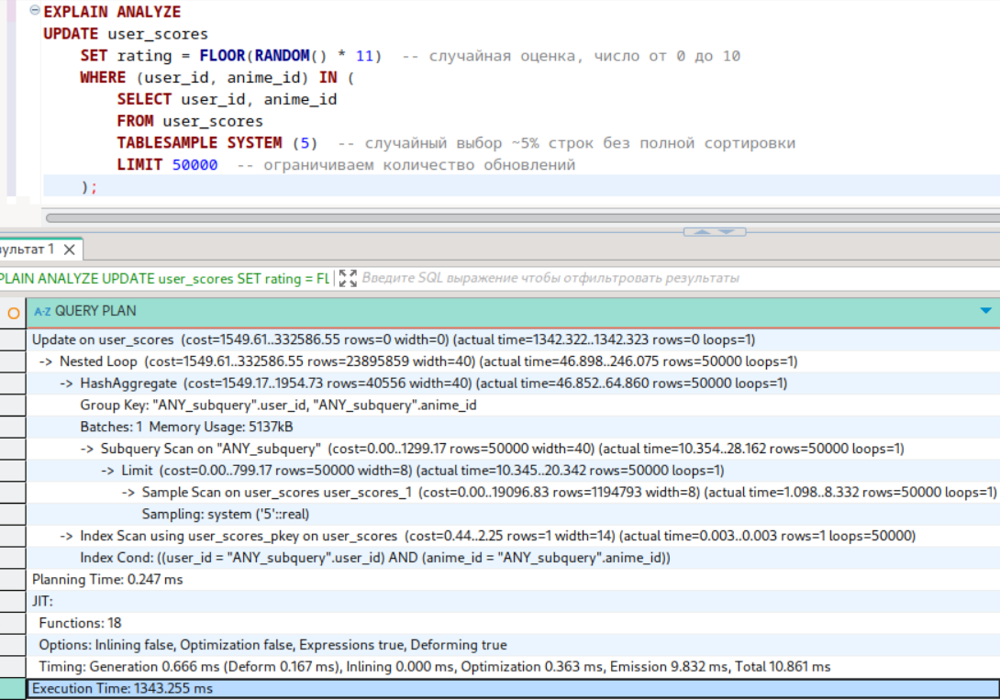 EXPLAIN ANALYZE
UPDATE user_scores
SET rating = FLOOR(RANDOM() * 11)  -- случайная оценка, число от 0 до 10
WHERE (user_id, anime_id) IN (
SELECT user_id, anime_id
FROM user_scores
TABLESAMPLE SYSTEM (5)  -- случайный выбор ~5% строк без полной сортировки
LIMIT 50000  -- ограничиваем количество обновлений
);
зультат 1
PLAIN ANALYZE UPDATE user_scores SET rating = FL Введите SQL выражение чтобы отфильтровать результаты
A-Z QUERY PLAN
Update on user_scores  (cost=1549.61..332586.55 rows=0 width=0) (actual time=1342.322..1342.323 rows=0 loops=1)
-> Nested Loop  (cost=1549.61..332586.55 rows=23895859 width=40) (actual time=46.898..246.075 rows=50000 loops=1)
-> HashAggregate  (cost=1549.17..1954.73 rows=40556 width=40) (actual time=46.852..64.860 rows=50000 loops=1)
Group Key: "ANY_subquery".user_id, "ANY_subquery".anime_id
Batches: 1  Memory Usage: 5137kB
-> Subquery Scan on "ANY_subquery"  (cost=0.00..1299.17 rows=50000 width=40) (actual time=10.354..28.162 rows=50000 loops=1)
-> Limit  (cost=0.00..799.17 rows=50000 width=8) (actual time=10.345..20.342 rows=50000 loops=1)
-> Sample Scan on user_scores user_scores_1  (cost=0.00..19096.83 rows=1194793 width=8) (actual time=1.098..8.332 rows=50000 loops=1)
Sampling: system ('5'::real)
-> Index Scan using user_scores_pkey on user_scores  (cost=0.44..2.25 rows=1 width=14) (actual time=0.003..0.003 rows=1 loops=50000)
Index Cond: ((user_id = "ANY_subquery".user_id) AND (anime_id = "ANY_subquery".anime_id))
Planning Time: 0.247 ms
JIT:
Functions: 18
Options: Inlining false, Optimization false, Expressions true, Deforming true
Timing: Generation 0.666 ms (Deform 0.167 ms), Inlining 0.000 ms, Optimization 0.363 ms, Emission 9.832 ms, Total 10.861 ms
Execution Time: 1343.255 ms